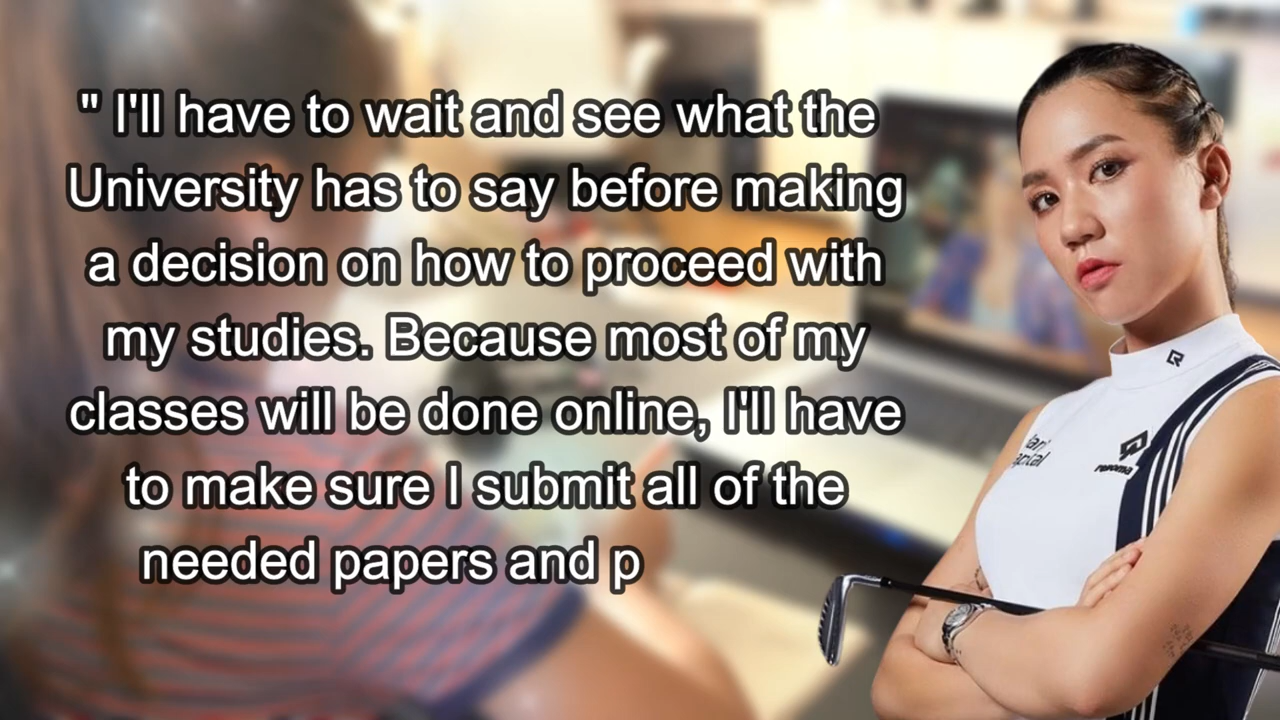 " I'll have to wait and see what the
University has to say before making
a decision on how to proceed with
my studies. Because most of my
classes will be done online, I'll have
to make sure I submit all of the
needed papers and p